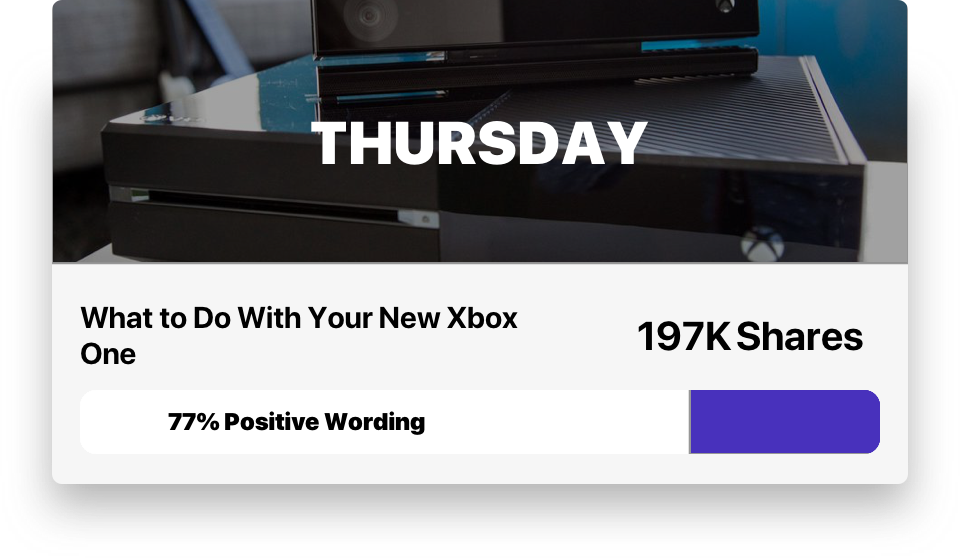 THURSDAY
What to Do With Your New Xbox
One
197K Shares
77% Positive Wording